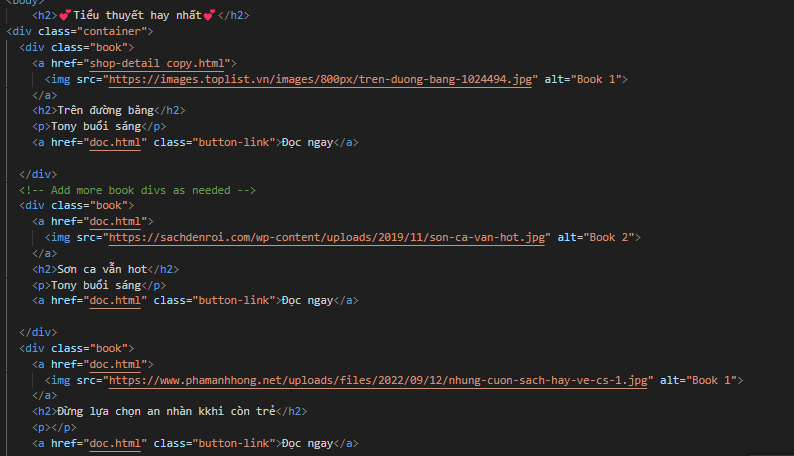 <body>
<h2>💕Tiểu thuyết hay nhất💕</h2>
<div class="container">
<div class="book">
<a href="shop-detail copy.html">
<img src="https://images.toplist.vn/images/800px/tren-duong-bang-1024494.jpg" alt="Book 1">
</a>
<h2>Trên đường băng</h2>
<p>Tony buổi sáng</p>
<a href="doc.html" class="button-link">Đọc ngay</a>
</div>
<!-- Add more book divs as needed -->
<div class="book">
<a href="doc.html">
<img src="https://sachdenroi.com/wp-content/uploads/2019/11/son-ca-van-hot.jpg" alt="Book 2">
</a>
<h2>Sơn ca vẫn hot</h2>
<p>Tony buổi sáng</p>
<a href="doc.html" class="button-link">Đọc ngay</a>
</div>
<div class="book">
<a href="doc.html">
<img src="https://www.phamanhhong.net/uploads/files/2022/09/12/nhung-cuon-sach-hay-ve-cs-1.jpg" alt="Book 1">
</a>
<h2>Đừng lựa chọn an nhàn kkhi còn trẻ</h2>
<p></p>
<a href="doc.html" class="button-link">Đọc ngay</a>